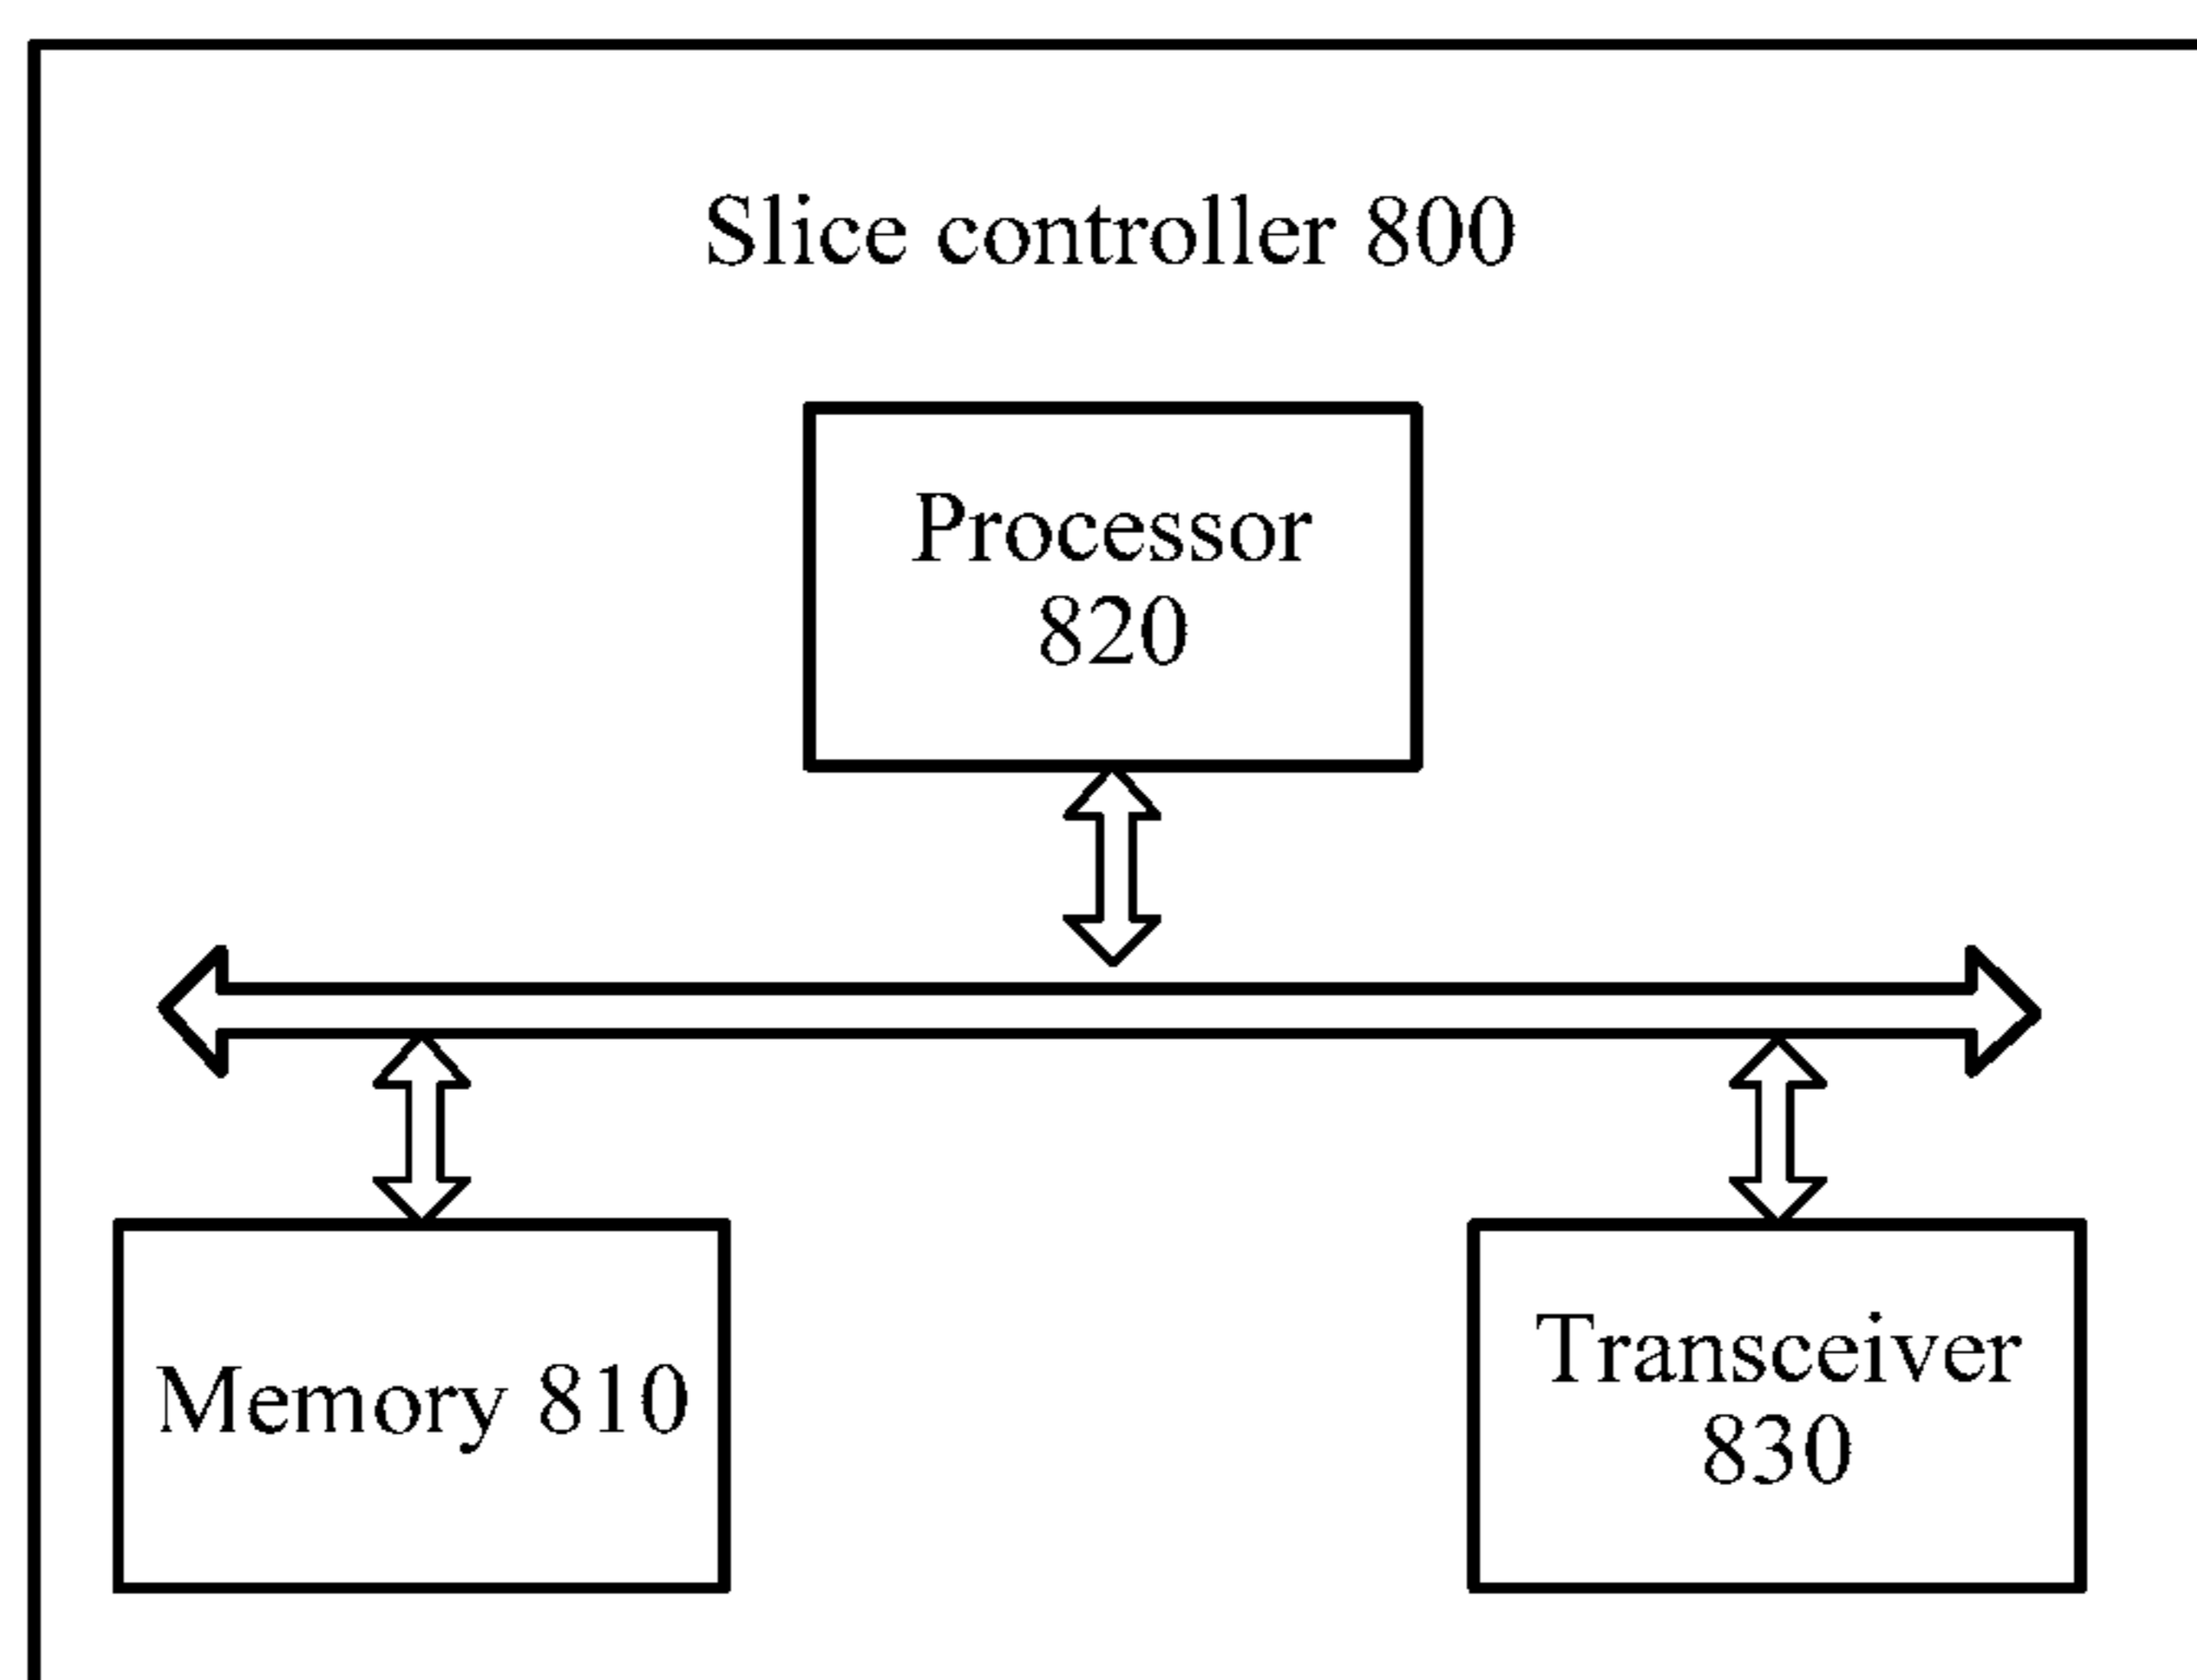 Slice controller 800
Processor
820
Memory 810
Transceiver
830